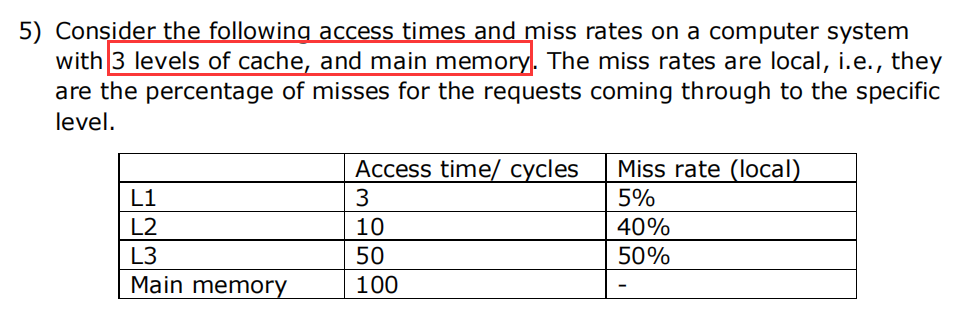 5) Consider the following access times and miss rates on a computer system
with 3 levels of cache, and main memory. The miss rates are local, i.e., they
are the percentage of misses for the requests coming through to the specific
level.
Access time/ cycles Miss rate (local)
L1 3 5%
L2 10 40%
L3 50 50%
Main memory 100 -